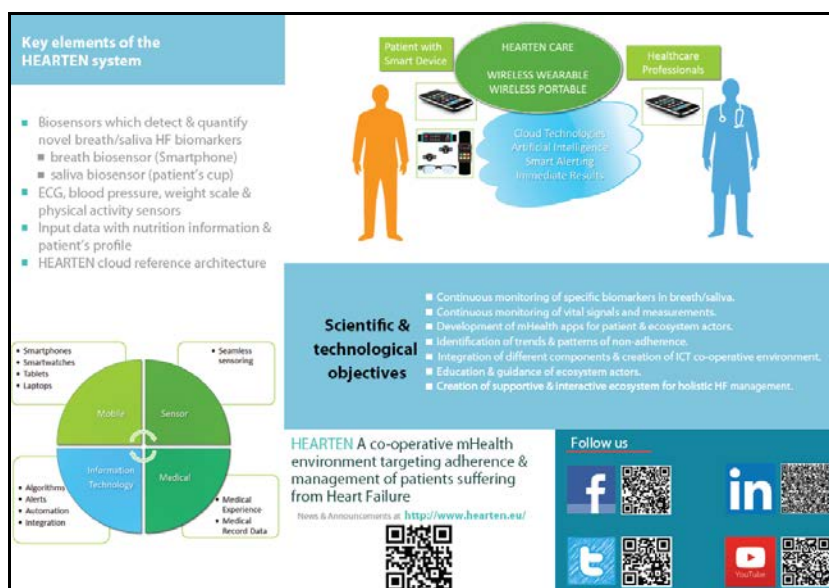 Key elements of the
HEARTEN system
Biosensors which detect & quantify
novel breath/saliva HF biomarkers
breath biosensor (Smartphone)
saliva biosensor (patient's cup)
ECG, blood pressure, weight scale &
physical activity sensors
Input data with nutrition information &
patient's profile
HEARTEN cloud reference architecture
Patient with
Smart Device
HEARTEN CARE
WIRELESS WEARABLE
WIRELESS PORTABLE
Healthcare
Professionals
Cloud Technologies
Artificial Intelligence
Smart Alerting
Immediate Results
Scientific &
technological
objectives
Continuous monitoring of specific biomarkers in breath/saliva.
Continuous monitoring of vital signals and measurements.
Development of mHealth apps for patient & ecosystem actors.
Identification of trends & patterns of non-adherence.
Integration of different components & creation of ICT co-operative environment.
Education & guidance of ecosystem actors.
Creation of supportive & interactive ecosystem for holistic HF management.
• Smartphones
• Smartwatches
• Tablets
• Laptops
• Seamless
sensoring
Mobile
Sensor
Information
Technology
Medical
• Algorithms
• Alerts
• Automation
• Integration
• Medical
Experience
• Medical
Record Data
HEARTEN A co-operative mHealth
environment targeting adherence &
management of patients suffering
from Heart Failure
News & Announcements at http://www.hearten.eu/
Follow us
f
in
t
YouTube